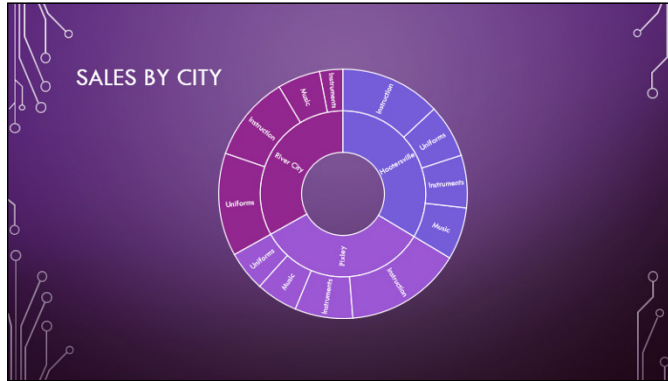 SALES BY CITY
Hootersville
Instruction
Uniforms
Instruments
Music
Pixley
Instruction
Instruments
Music
Uniforms
River City
Uniforms
Instruction
Music
Instruments